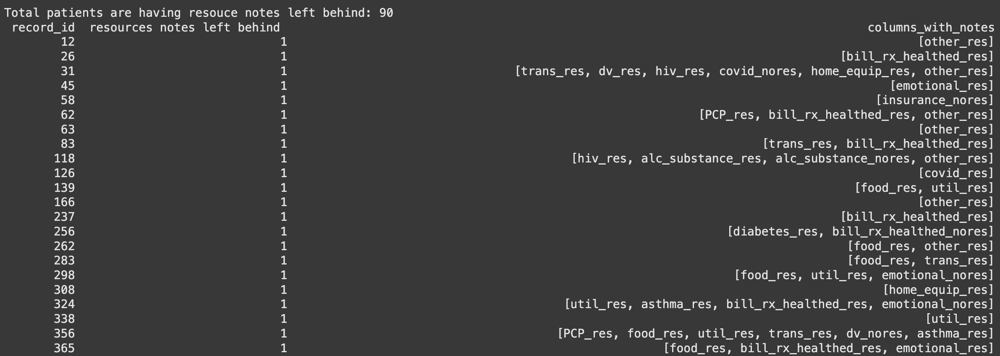 Total patients are having resouce notes left behind: 90
record_id resources notes left behind columns_with_notes
12 1 [other_res]
26 1 [bill_rx_healthed_res]
31 1 [trans_res, dv_res, hiv_res, covid_nores, home_equip_res, other_res]
45 1 [emotional_res]
58 1 [insurance_nores]
62 1 [PCP_res, bill_rx_healthed_res, other_res]
63 1 [other_res]
83 1 [trans_res, bill_rx_healthed_res]
118 1 [hiv_res, alc_substance_res, alc_substance_nores, other_res]
126 1 [covid_res]
139 1 [food_res, util_res]
166 1 [other_res]
237 1 [bill_rx_healthed_res]
256 1 [diabetes_res, bill_rx_healthed_nores]
262 1 [food_res, other_res]
283 1 [food_res, trans_res]
298 1 [food_res, util_res, emotional_nores]
308 1 [home_equip_res]
324 1 [util_res, asthma_res, bill_rx_healthed_res, emotional_nores]
338 1 [util_res]
356 1 [PCP_res, food_res, util_res, trans_res, dv_nores, asthma_res]
365 1 [food_res, bill_rx_healthed_res, emotional_res]